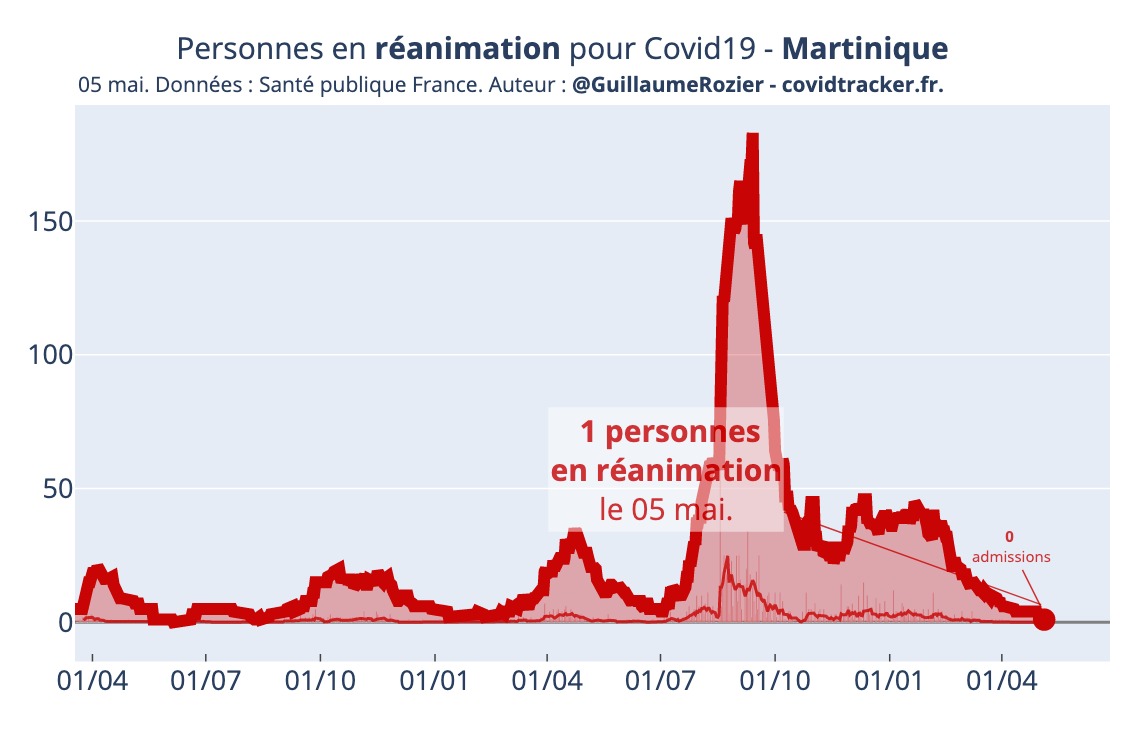 Personnes en réanimation pour Covid19 - Martinique
05 mai. Données : Santé publique France. Auteur : @GuillaumeRozier - covidtracker.fr.
150
100
1 personnes
en réanimation
50
le 05 mai.
0
admissions
0
01/04 01/07 01/10 01/01 01/04 01/07 01/10 01/01 01/04